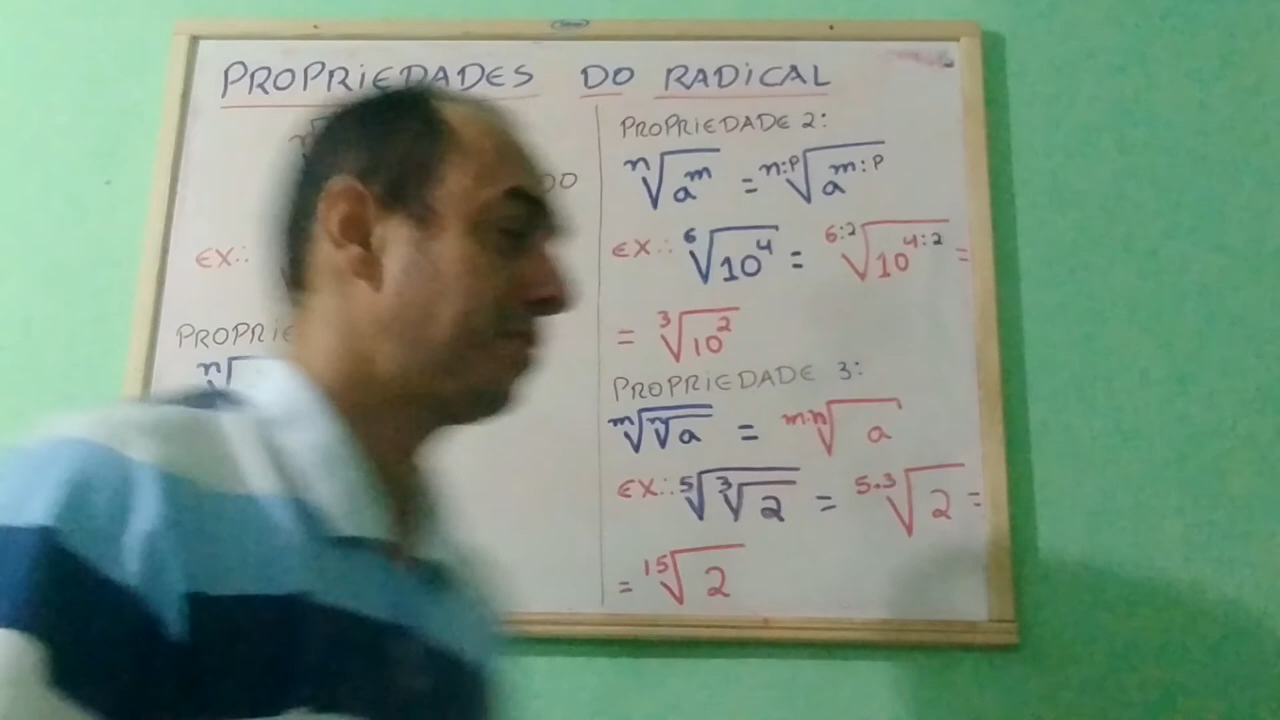 PROPRIEDADES DO RADICAL
EX.:
n√
PROPRIEDADE 2:
ⁿ√aᵐ = ⁿ:ᵖ√aᵐ:ᵖ
EX.: ⁶√10⁴ = ⁶:²√10⁴:² =
= ³√10²
PROPRIEDADE 3:
ᵐ√ⁿ√a = ᵐ·ⁿ√a
EX.: ⁵√³√2 = ⁵·³√2 =
= ¹⁵√2